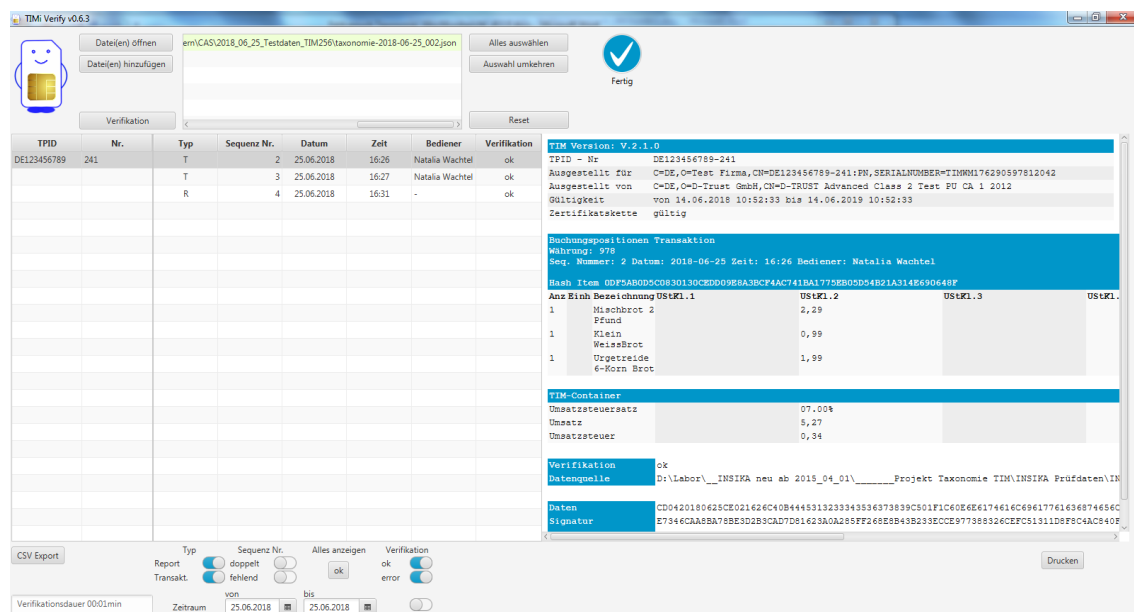 TIMi Verify v0.6.3
Datei(en) öffnen
ern\CAS\2018_06_25_Testdaten_TIM256\taxonomie-2018-06-25_002.json
Alles auswählen
Datei(en) hinzufügen
Auswahl umkehren
Fertig
Verifikation
Reset
TPID Nr. Typ Sequenz Nr. Datum Zeit Bediener Verifikation
DE123456789 241 T 2 25.06.2018 16:26 Natalia Wachtel ok
T 3 25.06.2018 16:27 Natalia Wachtel ok
R 4 25.06.2018 16:31 - ok
TIM Version: V.2.1.0
TPID - Nr DE123456789-241
Ausgestellt für C=DE,O=Test Firma,CN=DE123456789-241:PN,SERIALNUMBER=TIMWM176290597812042
Ausgestellt von C=DE,O=D-Trust GmbH,CN=D-TRUST Advanced Class 2 Test PU CA 1 2012
Gültigkeit von 14.06.2018 10:52:33 bis 14.06.2019 10:52:33
Zertifikatskette gültig
Buchungspositionen Transaktion
Währung: 978
Seq. Nummer: 2 Datum: 2018-06-25 Zeit: 16:26 Bediener: Natalia Wachtel
Hash Item 0DF5AB0D5C0830130CEDD09E8A3BCF4AC741BA1775EB05D54B21A314E690648F
Anz Einh Bezeichnung UStKl.1 UStKl.2 UStKl.3 UStKl.
1 Mischbrot 2 2,29
Pfund
1 Klein 0,99
WeissBrot
1 Urgetreide 1,99
6-Korn Brot
TIM-Container
Umsatzsteuersatz 07.00%
Umsatz 5,27
Umsatzsteuer 0,34
Verifikation ok
Datenquelle D:\Labor\__INSIKA neu ab 2015_04_01\_______Projekt Taxonomie TIM\INSIKA Prüfdaten\IN
Daten
Signatur
CSV Export
Typ Sequenz Nr. Alles anzeigen Verifikation
Report doppelt ok ok
Transakt. fehlend error
Drucken
von bis
Verifikationsdauer 00:01min
Zeitraum 25.06.2018 25.06.2018